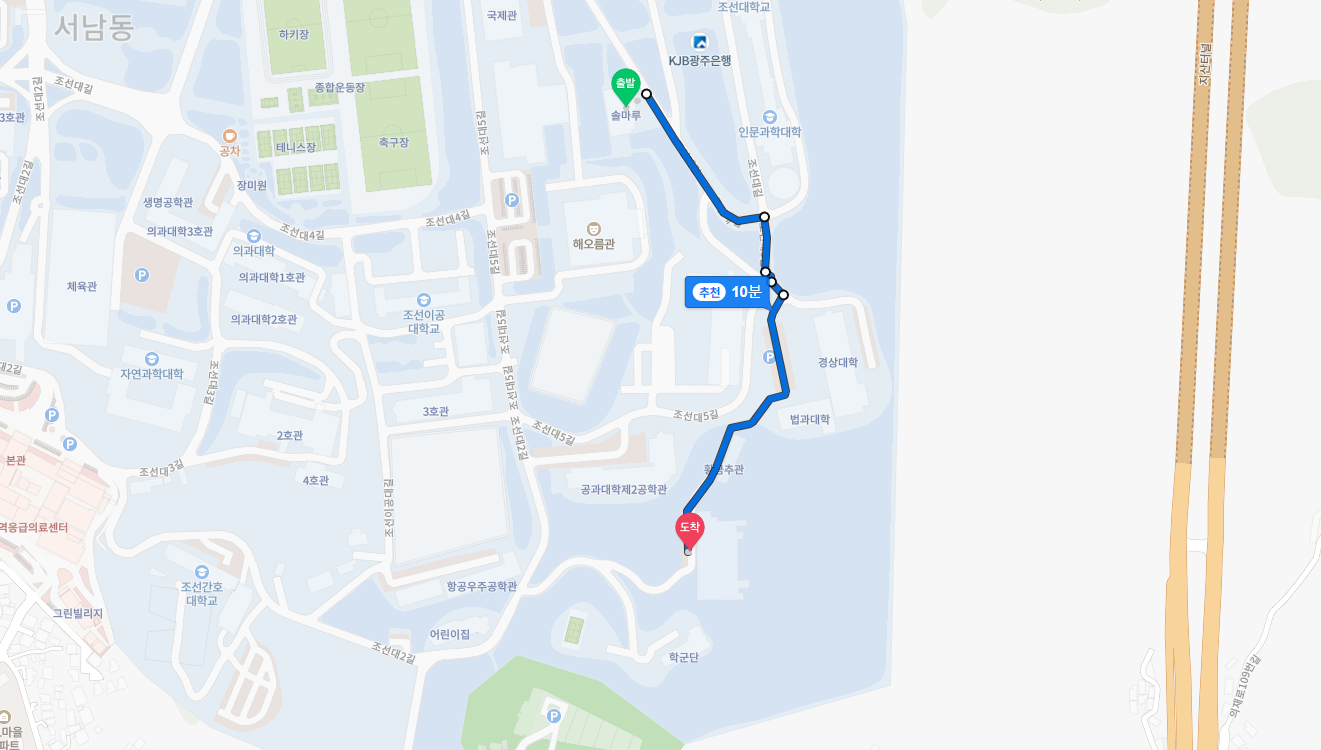 조선대학교
국제관
서남동
하키장
KJB광주은행
지산터널
조선대길
종합운동장
출발
조선대2길
솔마루
3호관
조선대5길
인문과학대학
공차
테니스장
축구장
조선대길
조선대2길
장미원
생명공학관
P
조선대4길
의과대학3호관
조선대4길
해오름관
의과대학
조선대5길
P
의과대학1호관
체육관
추천 10분
P
조선이공
대학교
의과대학2호관
조선대5길
자연과학대학
P
경상대학
조선대3길
조선대5길
3호관
P
조선대5길
법과대학
조선대2길
조선대5길
2호관
P
본관
조선대3길
4호관
공과대학제2공학관
조선이공대길
역응급의료센터
도착
조선간호
대학교
항공우주공학관
그린빌리지
어린이집
조선대2길
학군단
의재로109번길
P
마을
파트